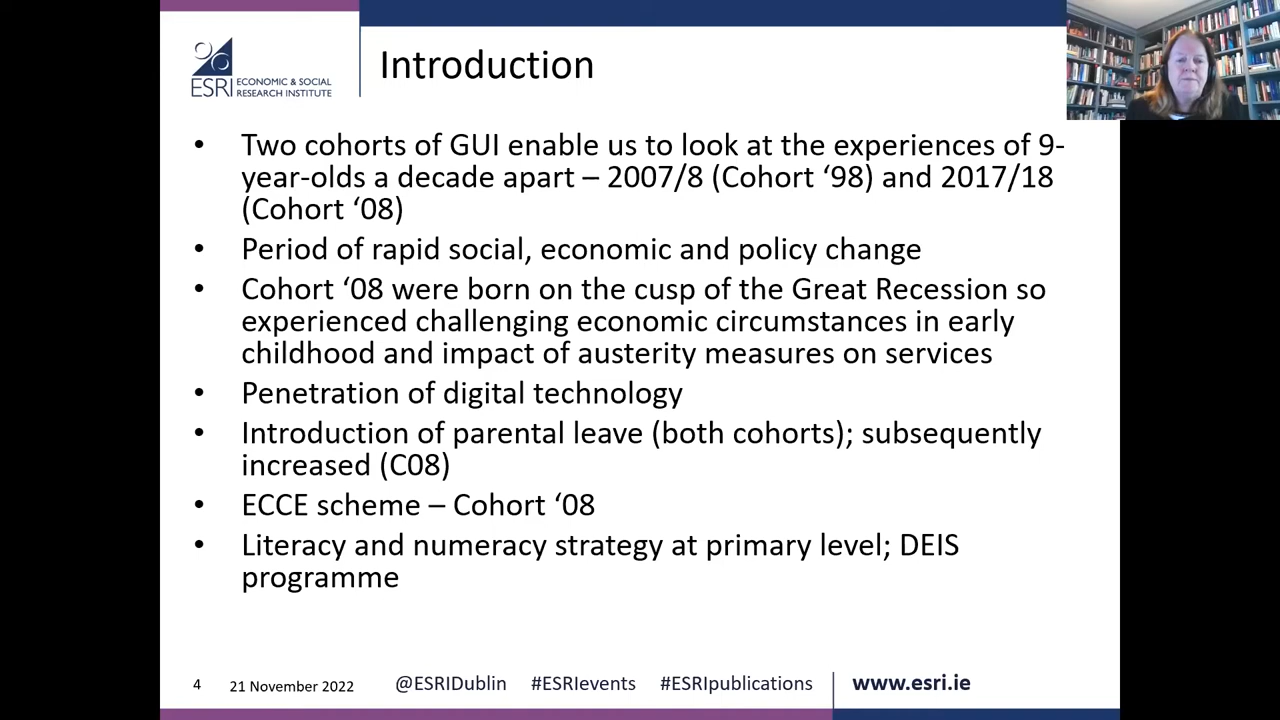 ESRI ECONOMIC & SOCIAL
RESEARCH INSTITUTE
Introduction
• Two cohorts of GUI enable us to look at the experiences of 9-
year-olds a decade apart – 2007/8 (Cohort ‘98) and 2017/18
(Cohort ‘08)
• Period of rapid social, economic and policy change
• Cohort ‘08 were born on the cusp of the Great Recession so
experienced challenging economic circumstances in early
childhood and impact of austerity measures on services
• Penetration of digital technology
• Introduction of parental leave (both cohorts); subsequently
increased (C08)
• ECCE scheme – Cohort ‘08
• Literacy and numeracy strategy at primary level; DEIS
programme
4 21 November 2022 @ESRIDublin #ESRIevents #ESRIpublications www.esri.ie